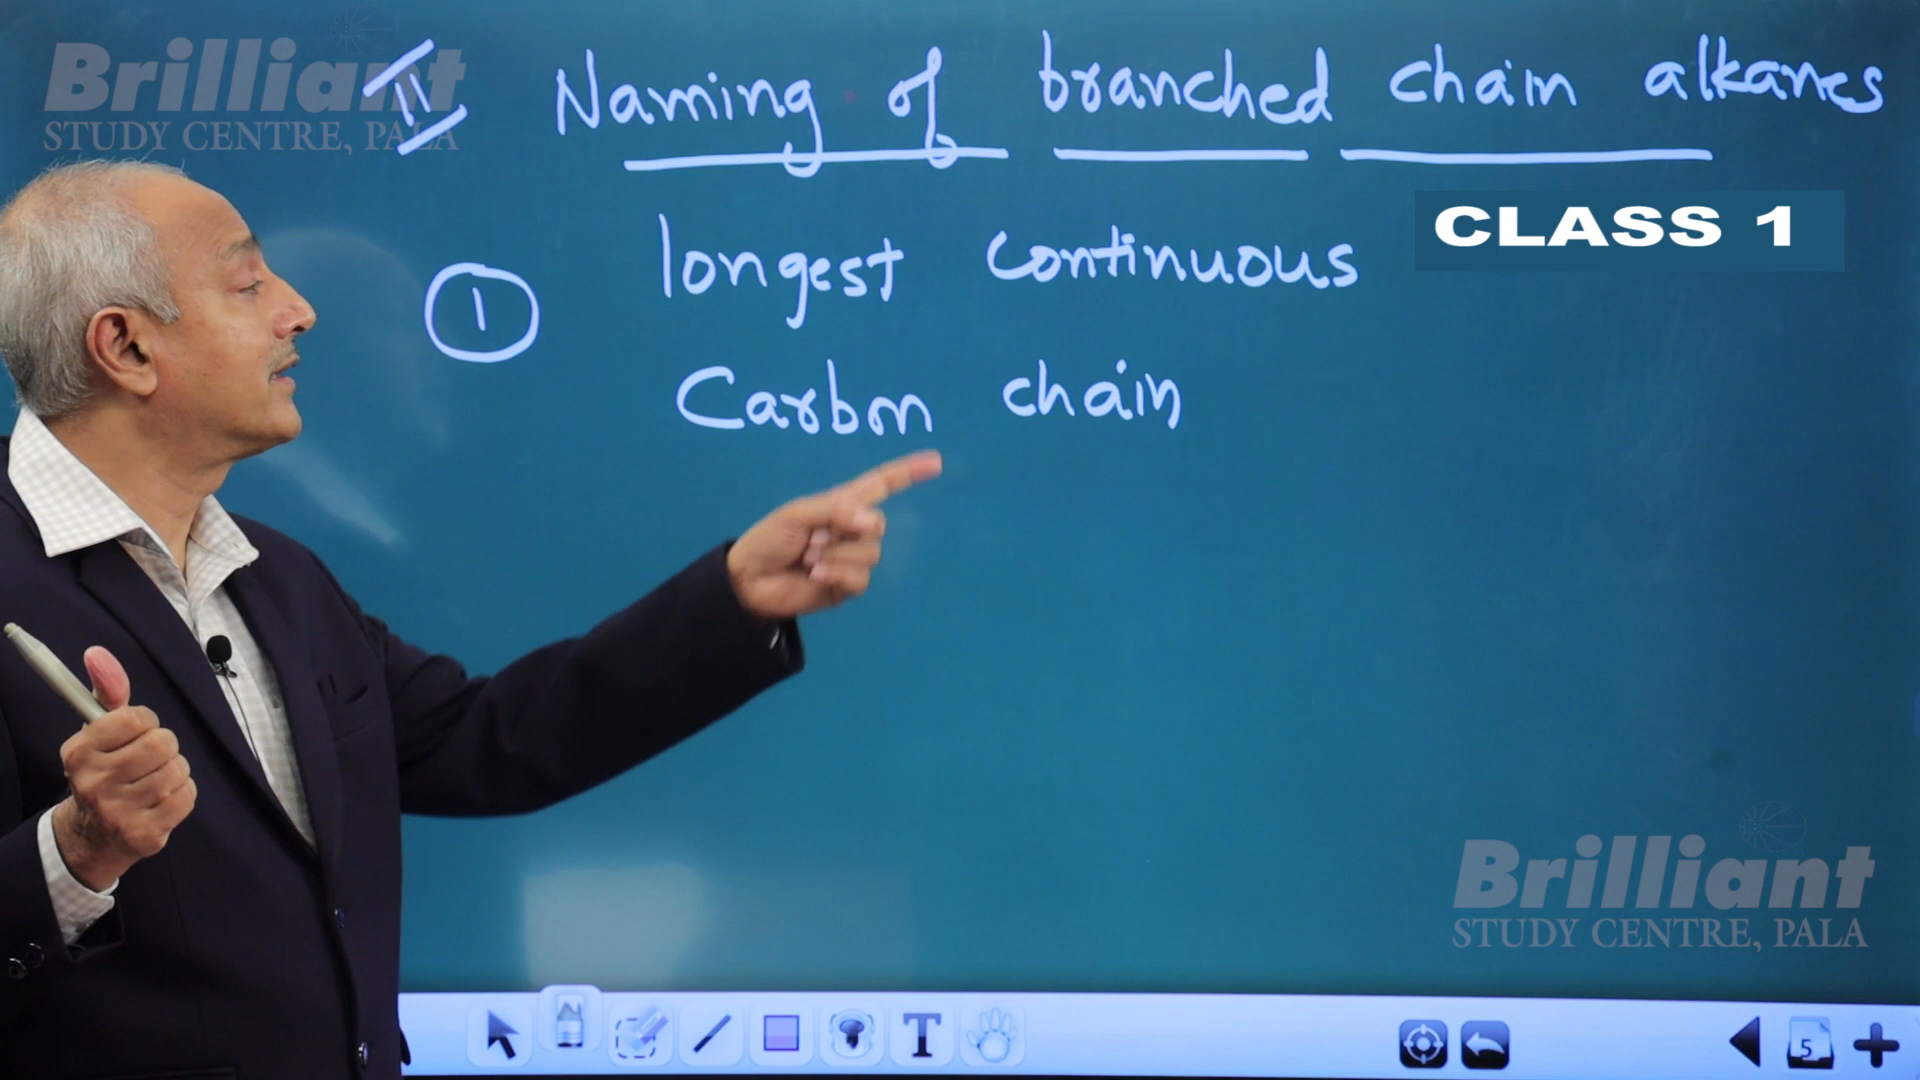 Brilliant
STUDY CENTRE, PALA
II Naming of branched chain alkanes
CLASS 1
1 longest continuous
Carbon chain
Brilliant
STUDY CENTRE, PALA
T
5